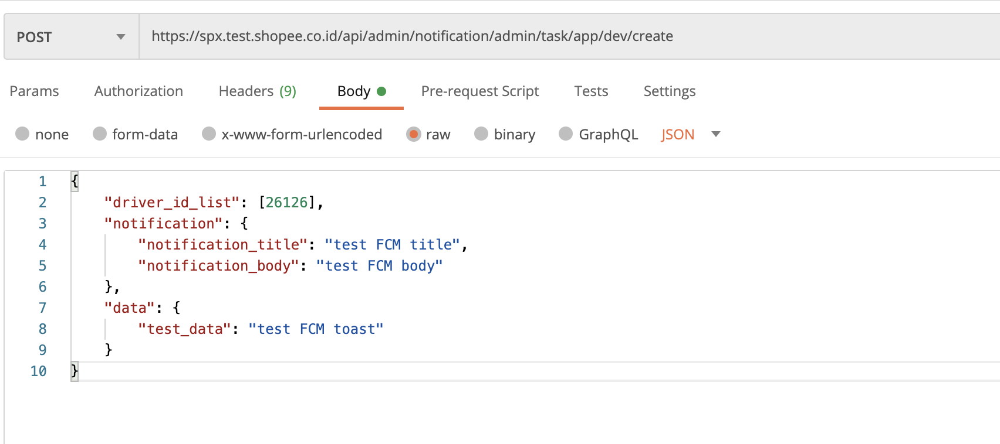 POST https://spx.test.shopee.co.id/api/admin/notification/admin/task/app/dev/create
Params Authorization Headers (9) Body Pre-request Script Tests Settings
none form-data x-www-form-urlencoded raw binary GraphQL JSON
1 {
2 "driver_id_list": [26126],
3 "notification": {
4 "notification_title": "test FCM title",
5 "notification_body": "test FCM body"
6 },
7 "data": {
8 "test_data": "test FCM toast"
9 }
10 }